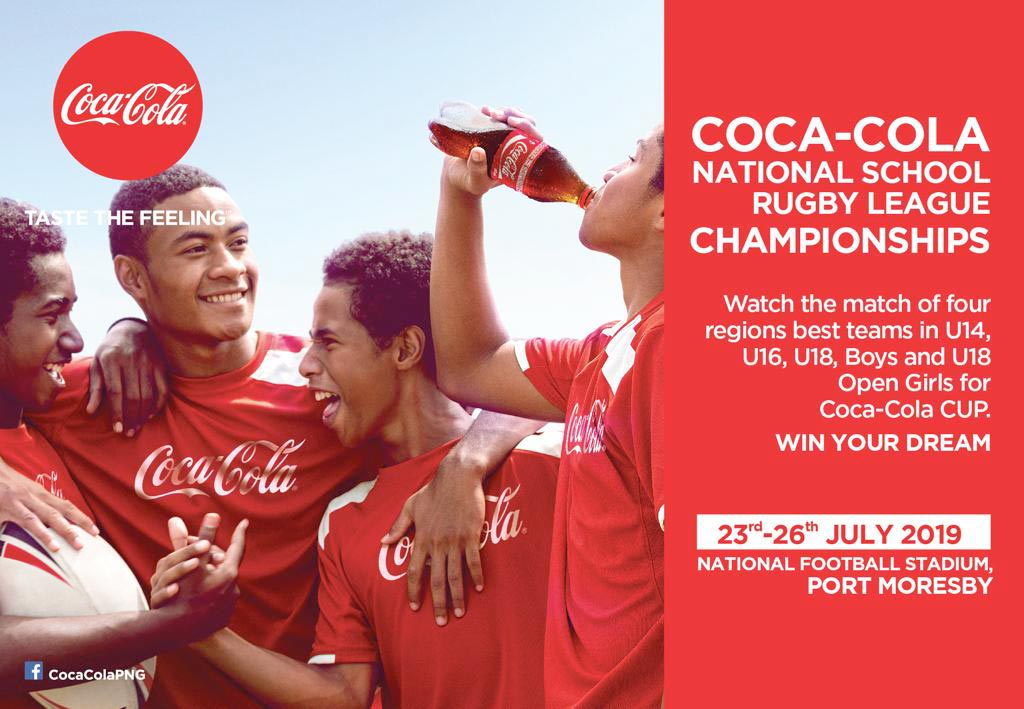 Coca-Cola
TASTE THE FEELING
Coca-Cola
Coca-Cola
Coca-Cola
CocaColaPNG
COCA-COLA
NATIONAL SCHOOL
RUGBY LEAGUE
CHAMPIONSHIPS
Watch the match of four
regions best teams in U14,
U16, U18, Boys and U18
Open Girls for
Coca-Cola CUP.
WIN YOUR DREAM
23rd-26th JULY 2019
NATIONAL FOOTBALL STADIUM,
PORT MORESBY